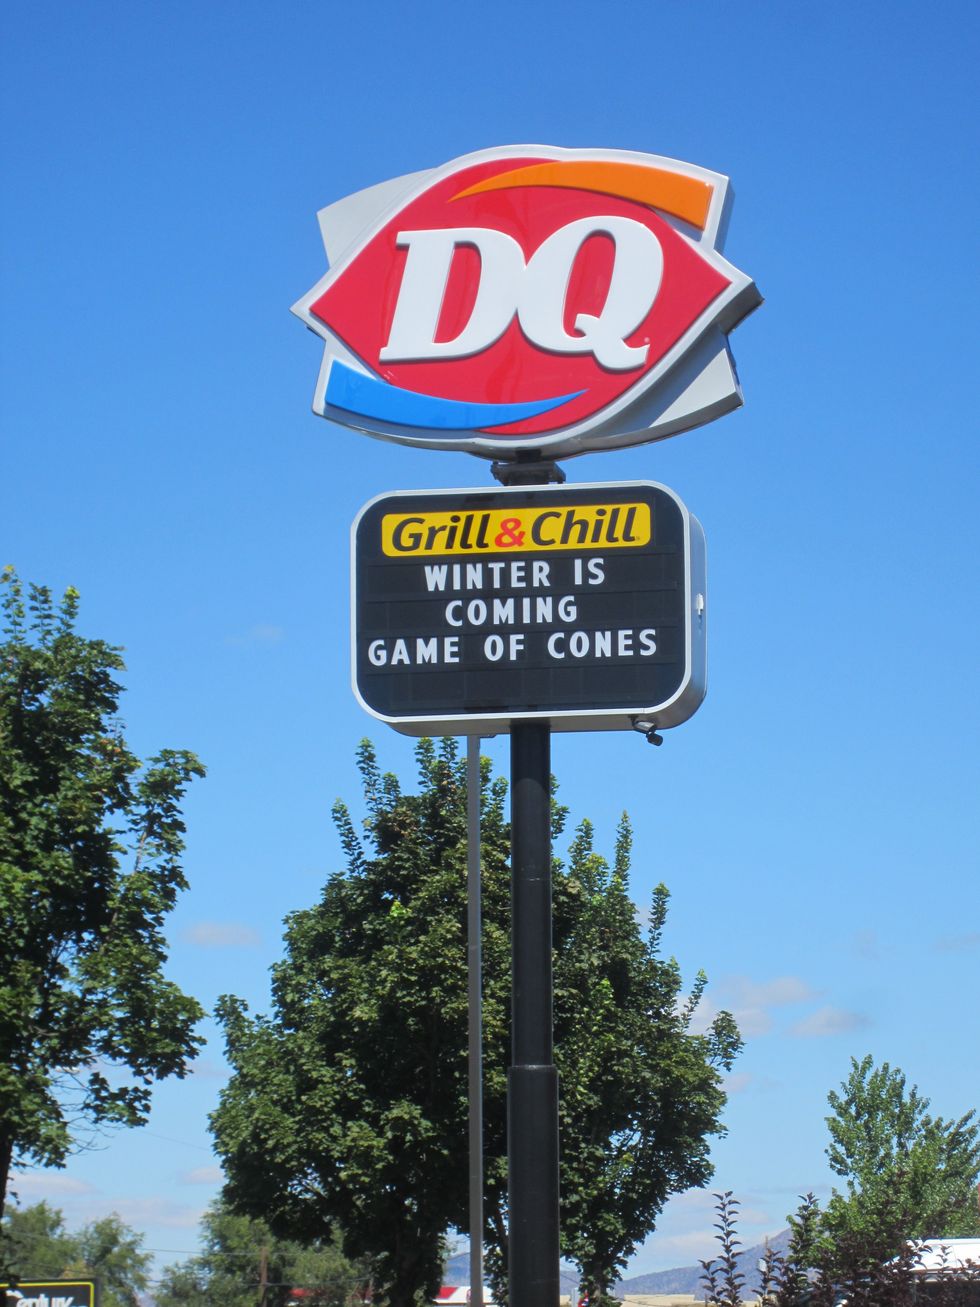 DQ
Grill & Chill
WINTER IS
COMING
GAME OF CONES